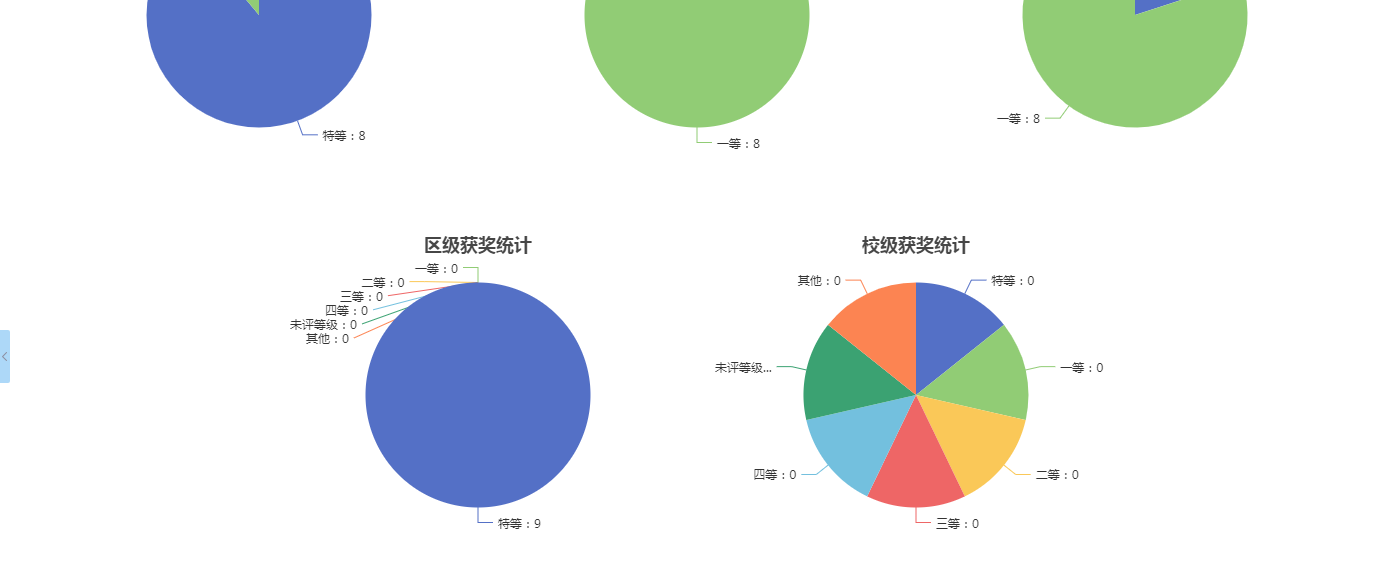 特等：8
一等：8
一等：8
区级获奖统计
一等：0
二等：0
三等：0
四等：0
未评等级：0
其他：0
特等：9
校级获奖统计
其他：0
特等：0
未评等级...
一等：0
四等：0
二等：0
三等：0